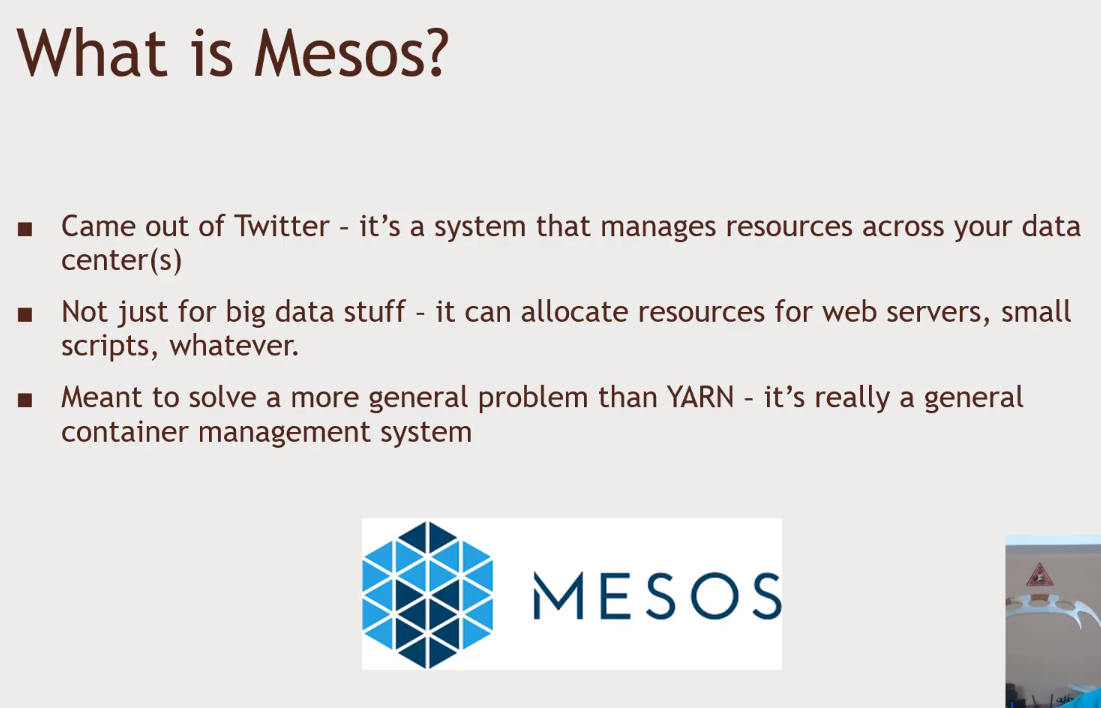 What is Mesos?
▪ Came out of Twitter – it’s a system that manages resources across your data
center(s)
▪ Not just for big data stuff – it can allocate resources for web servers, small
scripts, whatever.
▪ Meant to solve a more general problem than YARN – it’s really a general
container management system
MESOS